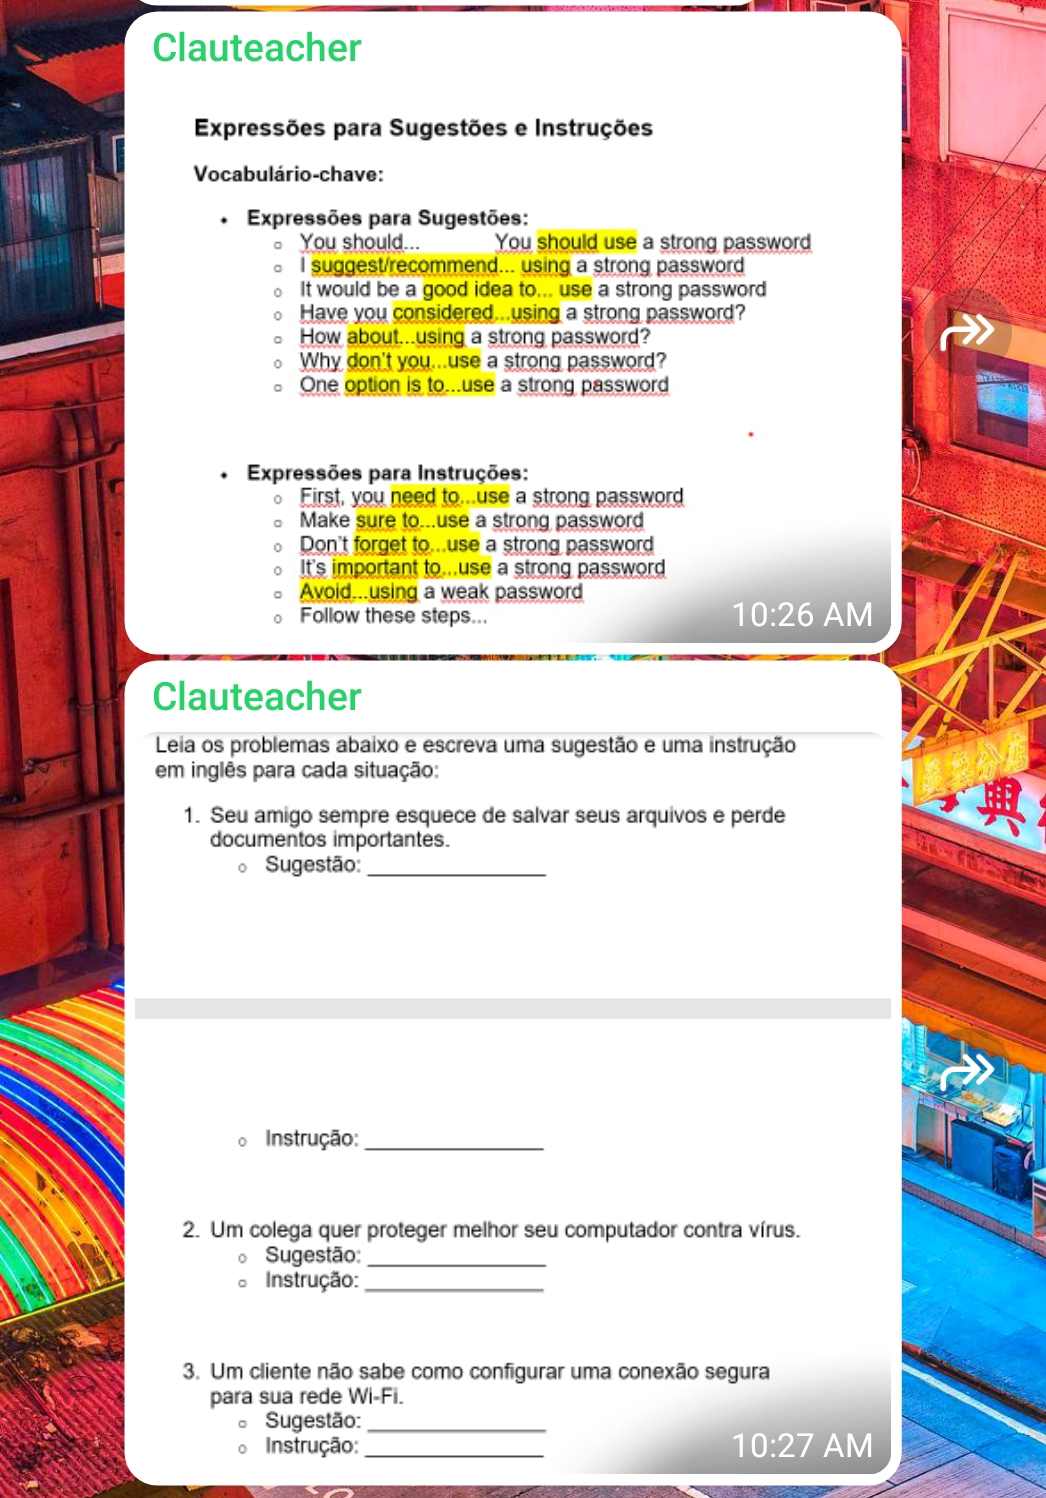 Clauteacher
Expressões para Sugestões e Instruções
Vocabulário-chave:
• Expressões para Sugestões:
○ You should... You should use a strong password
○ I suggest/recommend... using a strong password
○ It would be a good idea to... use a strong password
○ Have you considered...using a strong password?
○ How about...using a strong password?
○ Why don't you...use a strong password?
○ One option is to...use a strong password
• Expressões para Instruções:
○ First, you need to...use a strong password
○ Make sure to...use a strong password
○ Don't forget to...use a strong password
○ It's important to...use a strong password
○ Avoid...using a weak password
○ Follow these steps...
10:26 AM
Clauteacher
Leia os problemas abaixo e escreva uma sugestão e uma instrução
em inglês para cada situação:
1. Seu amigo sempre esquece de salvar seus arquivos e perde
documentos importantes.
○ Sugestão: ________________
○ Instrução: ________________
2. Um colega quer proteger melhor seu computador contra vírus.
○ Sugestão: ________________
○ Instrução: ________________
3. Um cliente não sabe como configurar uma conexão segura
para sua rede Wi-Fi.
○ Sugestão: ________________
○ Instrução: ________________
10:27 AM